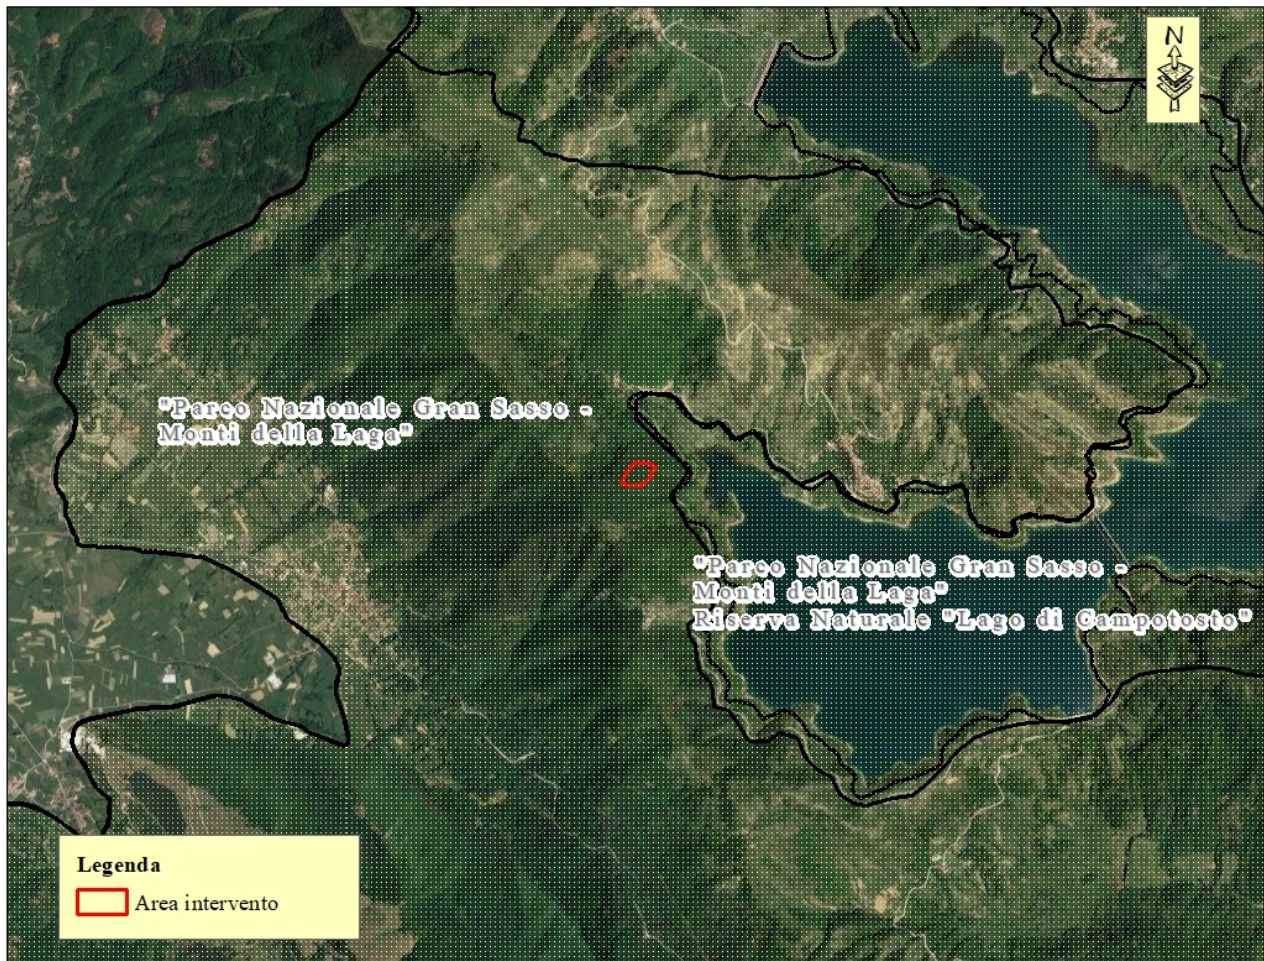 N
"Parco Nazionale Gran Sasso -
Monti della Laga"
"Parco Nazionale Gran Sasso -
Monti della Laga"
Riserva Naturale "Lago di Campotosto"
Legenda
Area intervento